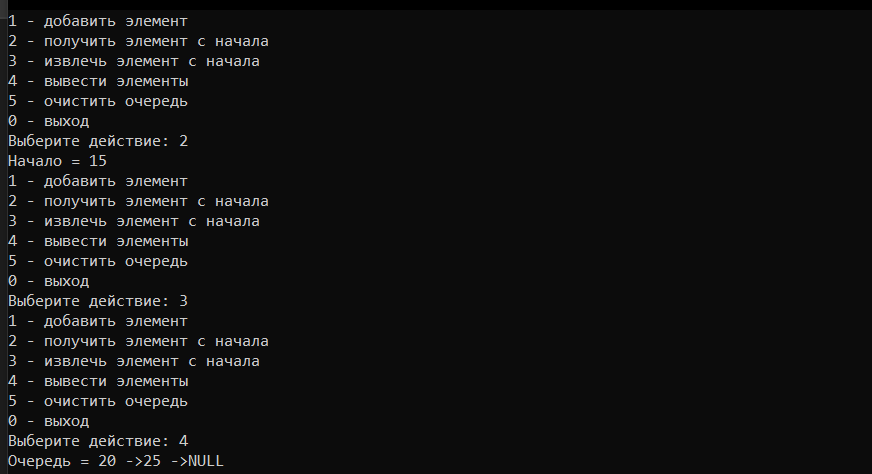 1 - добавить элемент
2 - получить элемент с начала
3 - извлечь элемент с начала
4 - вывести элементы
5 - очистить очередь
0 - выход
Выберите действие: 2
Начало = 15
1 - добавить элемент
2 - получить элемент с начала
3 - извлечь элемент с начала
4 - вывести элементы
5 - очистить очередь
0 - выход
Выберите действие: 3
1 - добавить элемент
2 - получить элемент с начала
3 - извлечь элемент с начала
4 - вывести элементы
5 - очистить очередь
0 - выход
Выберите действие: 4
Очередь = 20 ->25 ->NULL